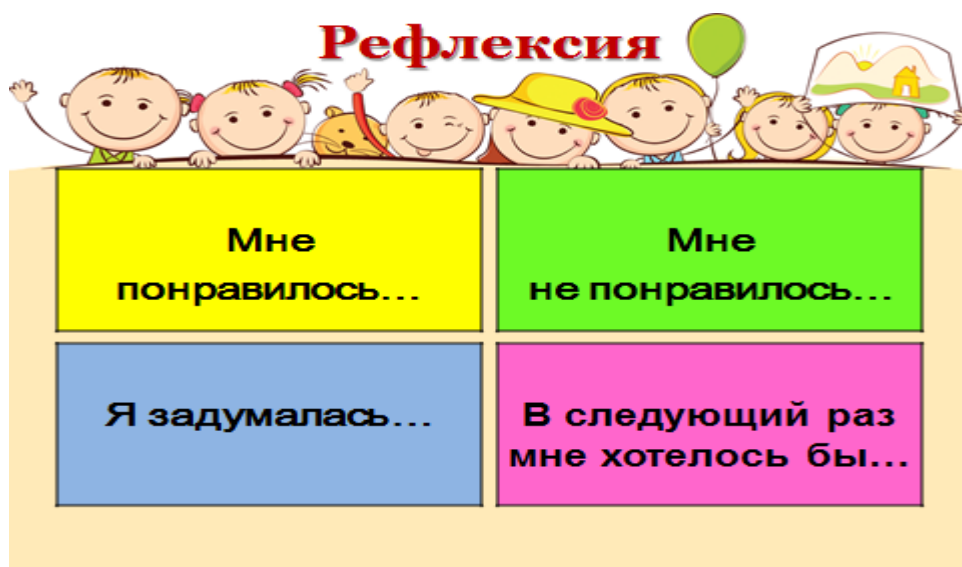 Рефлексия
Мне
понравилось...
Мне
не понравилось...
Я задумалась...
В следующий раз
мне хотелось бы...